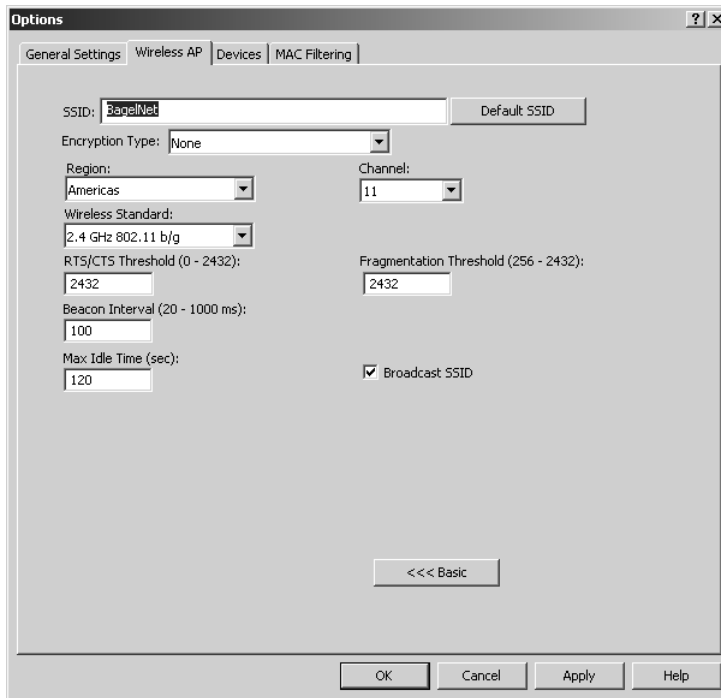 Options
General Settings Wireless AP Devices MAC Filtering
SSID: BagelNet Default SSID
Encryption Type: None
Region: Channel:
Americas 11
Wireless Standard:
2.4 GHz 802.11 b/g
RTS/CTS Threshold (0 - 2432): Fragmentation Threshold (256 - 2432):
2432 2432
Beacon Interval (20 - 1000 ms):
100
Max Idle Time (sec):
120 Broadcast SSID
<<< Basic
OK Cancel Apply Help